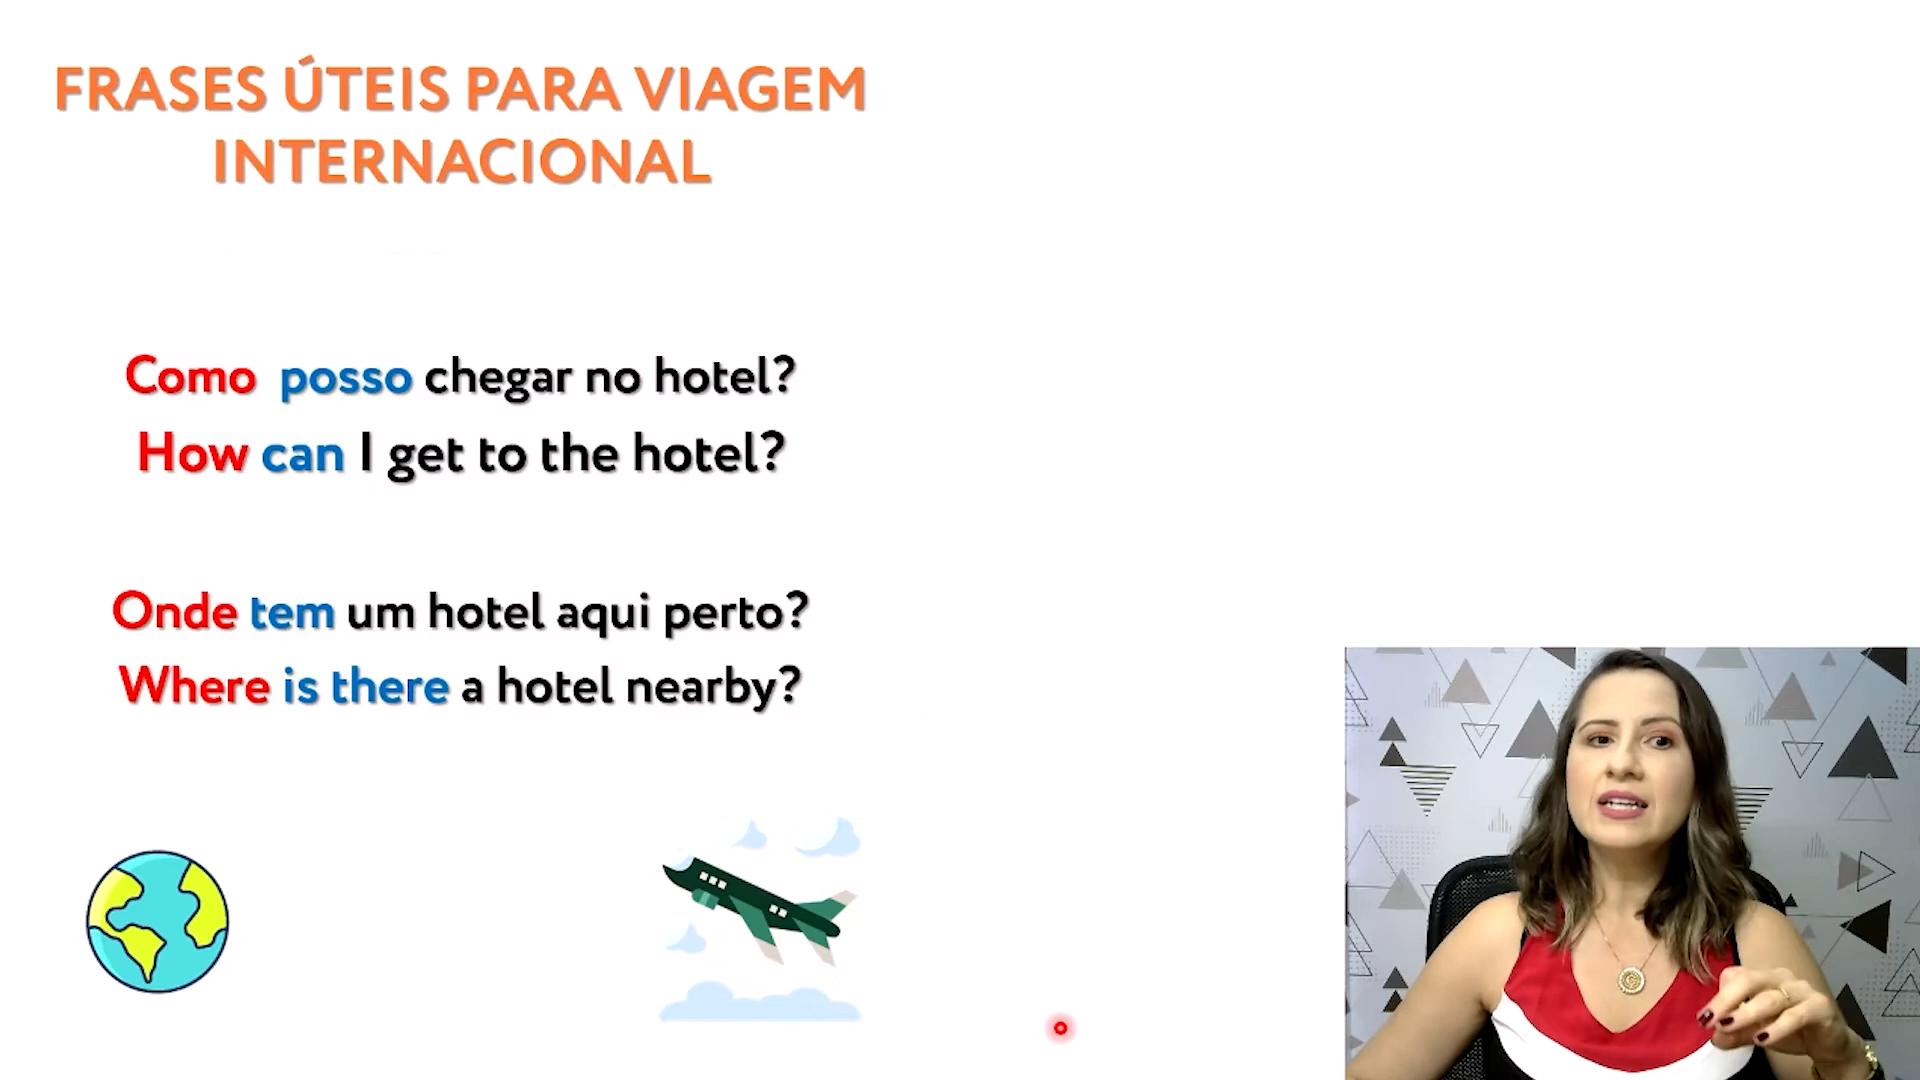 FRASES ÚTEIS PARA VIAGEM
INTERNACIONAL
Como posso chegar no hotel?
How can I get to the hotel?
Onde tem um hotel aqui perto?
Where is there a hotel nearby?